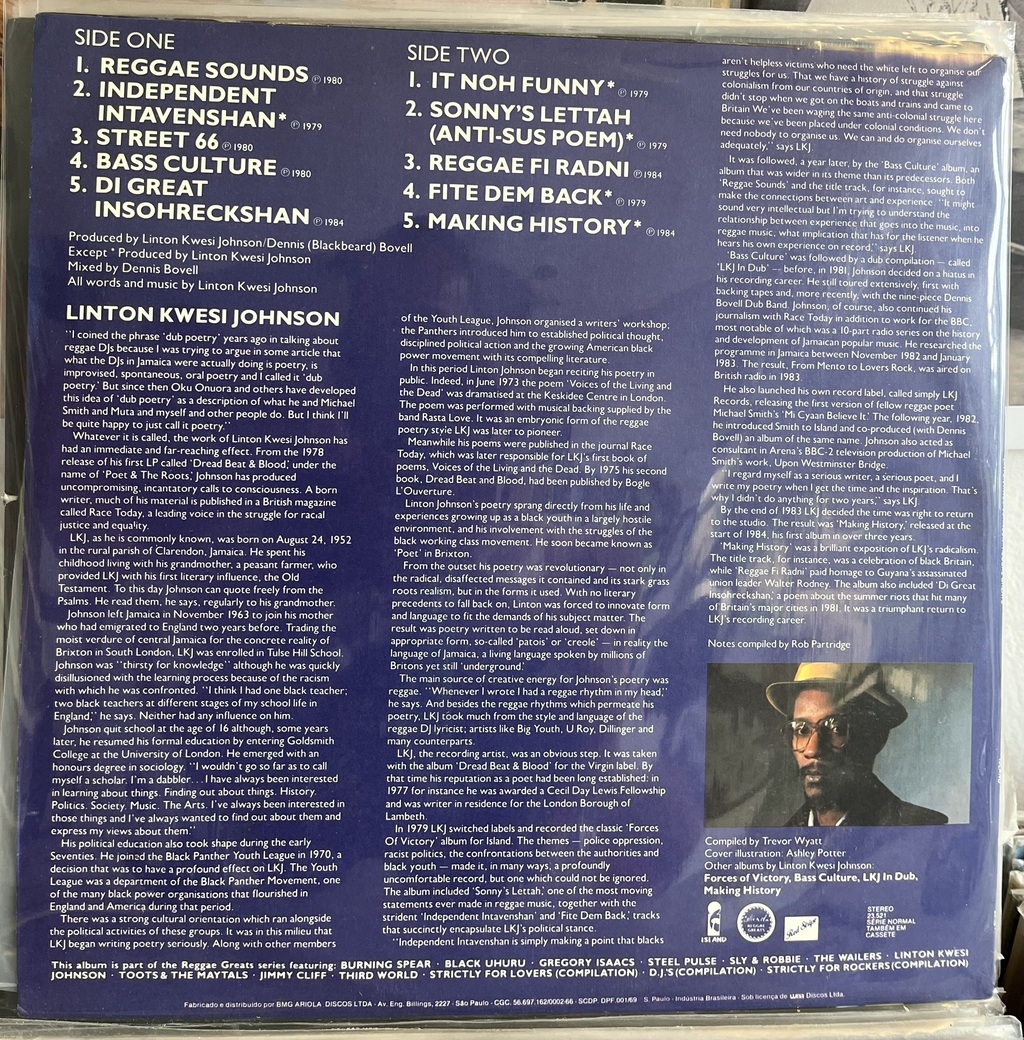 SIDE ONE
1. REGGAE SOUNDS ℗ 1980
2. INDEPENDENT
INTAVENSHAN* ℗ 1979
3. STREET 66 ℗ 1980
4. BASS CULTURE ℗ 1980
5. DI GREAT
INSOHRECKSHAN ℗ 1984
SIDE TWO
1. IT NOH FUNNY* ℗ 1979
2. SONNY'S LETTAH
(ANTI-SUS POEM)* ℗ 1979
3. REGGAE FI RADNI ℗ 1984
4. FITE DEM BACK* ℗ 1979
5. MAKING HISTORY* ℗ 1984
Produced by Linton Kwesi Johnson/Dennis (Blackbeard) Bovell
Except * Produced by Linton Kwesi Johnson
Mixed by Dennis Bovell
All words and music by Linton Kwesi Johnson
LINTON KWESI JOHNSON
"I coined the phrase 'dub poetry' years ago in talking about
reggae DJs because I was trying to argue in some article that
what the DJs in Jamaica were actually doing is poetry, is
improvised, spontaneous, oral poetry and I called it 'dub
poetry.' But since then Oku Onuora and others have developed
this idea of 'dub poetry' as a description of what he and Michael
Smith and Muta and myself and other people do. But I think I'll
be quite happy to just call it poetry."
Whatever it is called, the work of Linton Kwesi Johnson has
had an immediate and far-reaching effect. From the 1978
release of his first LP called 'Dread Beat & Blood,' under the
name of 'Poet & The Roots,' Johnson has produced
uncompromising, incantatory calls to consciousness. A born
writer, much of his material is published in a British magazine
called Race Today, a leading voice in the struggle for racial
justice and equality.
LKJ, as he is commonly known, was born on August 24, 1952
in the rural parish of Clarendon, Jamaica. He spent his
childhood living with his grandmother, a peasant farmer, who
provided LKJ with his first literary influence, the Old
Testament. To this day Johnson can quote freely from the
Psalms. He read them, he says, regularly to his grandmother.
Johnson left Jamaica in November 1963 to join his mother
who had emigrated to England two years before. Trading the
moist verdure of central Jamaica for the concrete reality of
Brixton in South London, LKJ was enrolled in Tulse Hill School.
Johnson was "thirsty for knowledge" although he was quickly
disillusioned with the learning process because of the racism
with which he was confronted. "I think I had one black teacher;
two black teachers at different stages of my school life in
England," he says. Neither had any influence on him.
Johnson quit school at the age of 16 although, some years
later, he resumed his formal education by entering Goldsmith
College at the University of London. He emerged with an
honours degree in sociology. "I wouldn't go so far as to call
myself a scholar. I'm a dabbler...I have always been interested
in learning about things. Finding out about things. History.
Politics. Society. Music. The Arts. I've always been interested in
those things and I've always wanted to find out about them and
express my views about them."
His political education also took shape during the early
Seventies. He joined the Black Panther Youth League in 1970, a
decision that was to have a profound effect on LKJ. The Youth
League was a department of the Black Panther Movement, one
of the many black power organisations that flourished in
England and America during that period.
There was a strong cultural orientation which ran alongside
the political activities of these groups. It was in this milieu that
LKJ began writing poetry seriously. Along with other members
of the Youth League, Johnson organised a writers' workshop;
the Panthers introduced him to established political thought,
disciplined political action and the growing American black
power movement with its compelling literature.
In this period Linton Johnson began reciting his poetry in
public. Indeed, in June 1973 the poem 'Voices of the Living and
the Dead' was dramatised at the Keskidee Centre in London.
The poem was performed with musical backing supplied by the
band Rasta Love. It was an embryonic form of the reggae
poetry style LKJ was later to pioneer.
Meanwhile his poems were published in the journal Race
Today, which was later responsible for LKJ's first book of
poems, Voices of the Living and the Dead. By 1975 his second
book, Dread Beat and Blood, had been published by Bogle
L'Ouverture.
Linton Johnson's poetry sprang directly from his life and
experiences growing up as a black youth in a largely hostile
environment, and his involvement with the struggles of the
black working class movement. He soon became known as
'Poet' in Brixton.
From the outset his poetry was revolutionary — not only in
the radical, disaffected messages it contained and its stark grass
roots realism, but in the forms it used. With no literary
precedents to fall back on, Linton was forced to innovate form
and language to fit the demands of his subject matter. The
result was poetry written to be read aloud, set down in
appropriate form, so-called 'patois' or 'creole' — in reality the
language of Jamaica, a living language spoken by millions of
Britons yet still 'underground.'
The main source of creative energy for Johnson's poetry was
reggae. "Whenever I wrote I had a reggae rhythm in my head,"
he says. And besides the reggae rhythms which permeate his
poetry, LKJ took much from the style and language of the
reggae DJ lyricist; artists like Big Youth, U Roy, Dillinger and
many counterparts.
LKJ, the recording artist, was an obvious step. It was taken
with the album 'Dread Beat & Blood' for the Virgin label. By
that time his reputation as a poet had been long established: in
1977 for instance he was awarded a Cecil Day Lewis Fellowship
and was writer in residence for the London Borough of
Lambeth.
In 1979 LKJ switched labels and recorded the classic 'Forces
Of Victory' album for Island. The themes — police oppression,
racist politics, the confrontations between the authorities and
black youth — made it, in many ways, a profoundly
uncomfortable record, but one which could not be ignored.
The album included 'Sonny's Lettah,' one of the most moving
statements ever made in reggae music, together with the
strident 'Independent Intavenshan' and 'Fite Dem Back,' tracks
that succinctly encapsulate LKJ's political stance.
"Independent Intavenshan is simply making a point that blacks
aren't helpless victims who need the white left to organise our
struggles for us. That we have a history of struggle against
colonialism from our countries of origin, and that struggle
didn't stop when we got on the boats and trains and came to
Britain We've been waging the same anti-colonial struggle here
because we've been placed under colonial conditions. We don't
need nobody to organise us. We can and do organise ourselves
adequately," says LKJ.
It was followed, a year later, by the 'Bass Culture' album, an
album that was wider in its theme than its predecessors. Both
'Reggae Sounds' and the title track, for instance, sought to
make the connections between art and experience. "It might
sound very intellectual but I'm trying to understand the
relationship between experience that goes into the music, into
reggae music, what implication that has for the listener when he
hears his own experience on record," says LKJ.
'Bass Culture' was followed by a dub compilation — called
'LKJ In Dub' — before, in 1981, Johnson decided on a hiatus in
his recording career. He still toured extensively, first with
backing tapes and, more recently, with the nine-piece Dennis
Bovell Dub Band. Johnson, of course, also continued his
journalism with Race Today in addition to work for the BBC,
most notable of which was a 10-part radio series on the history
and development of Jamaican popular music. He researched the
programme in Jamaica between November 1982 and January
1983. The result, From Mento to Lovers Rock, was aired on
British radio in 1983.
He also launched his own record label, called simply LKJ
Records, releasing the first version of fellow reggae poet
Michael Smith's 'Mi Cyaan Believe It.' The following year, 1982,
he introduced Smith to Island and co-produced (with Dennis
Bovell) an album of the same name. Johnson also acted as
consultant in Arena's BBC-2 television production of Michael
Smith's work, Upon Westminster Bridge.
"I regard myself as a serious writer, a serious poet, and I
write my poetry when I get the time and the inspiration. That's
why I didn't do anything for two years," says LKJ.
By the end of 1983 LKJ decided the time was right to return
to the studio. The result was 'Making History,' released at the
start of 1984, his first album in over three years.
'Making History' was a brilliant exposition of LKJ's radicalism.
The title track, for instance, was a celebration of black Britain,
while 'Reggae Fi Radni' paid homage to Guyana's assassinated
union leader Walter Rodney. The album also included 'Di Great
Insohreckshan,' a poem about the summer riots that hit many
of Britain's major cities in 1981. It was a triumphant return to
LKJ's recording career.
Notes compiled by Rob Partridge
Compiled by Trevor Wyatt
Cover illustration: Ashley Potter
Other albums by Linton Kwesi Johnson:
Forces of Victory, Bass Culture, LKJ In Dub,
Making History
ISLAND
REGGAE
GREATS
Red Stripe
STEREO
23.521
SÉRIE NORMAL
TAMBÉM EM
CASSETE
This album is part of the Reggae Greats series featuring: BURNING SPEAR · BLACK UHURU · GREGORY ISAACS · STEEL PULSE · SLY & ROBBIE · THE WAILERS · LINTON KWESI
JOHNSON · TOOTS & THE MAYTALS · JIMMY CLIFF · THIRD WORLD · STRICTLY FOR LOVERS (COMPILATION) · D.J.'S (COMPILATION) · STRICTLY FOR ROCKERS (COMPILATION)
Fabricado e distribuido por BMG ARIOLA DISCOS LTDA · Av. Eng. Billings, 2227 · São Paulo · CGC. 56.697.162/0002-66 · SCDP. DPF. 001/69 · S. Paulo · Indústria Brasileira · Sob licença de WEA Discos Ltda.